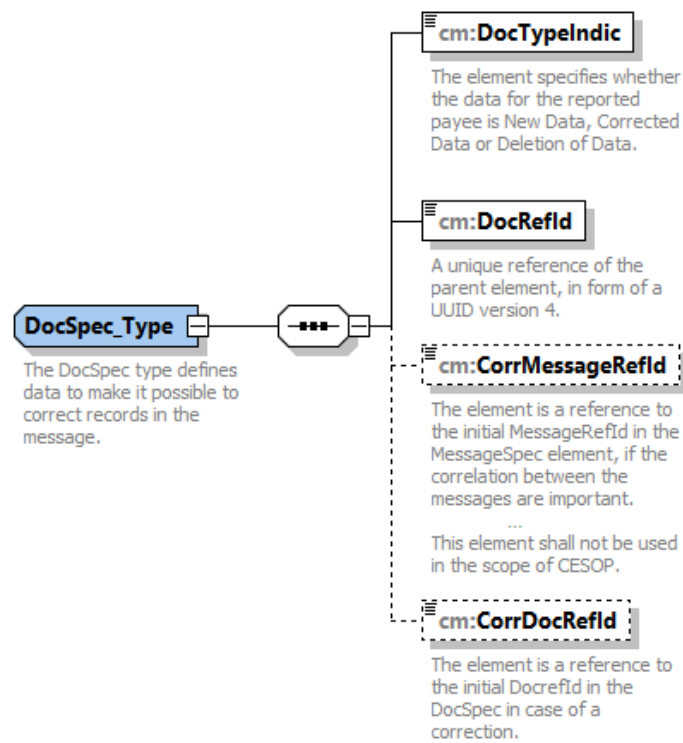 cm:DocTypeIndic
The element specifies whether
the data for the reported
payee is New Data, Corrected
Data or Deletion of Data.
cm:DocRefId
A unique reference of the
parent element, in form of a
UUID version 4.
DocSpec_Type
The DocSpec type defines
data to make it possible to
correct records in the
message.
cm:CorrMessageRefId
The element is a reference to
the initial MessageRefId in the
MessageSpec element, if the
correlation between the
messages are important.
...
This element shall not be used
in the scope of CESOP.
cm:CorrDocRefId
The element is a reference to
the initial DocrefId in the
DocSpec in case of a
correction.